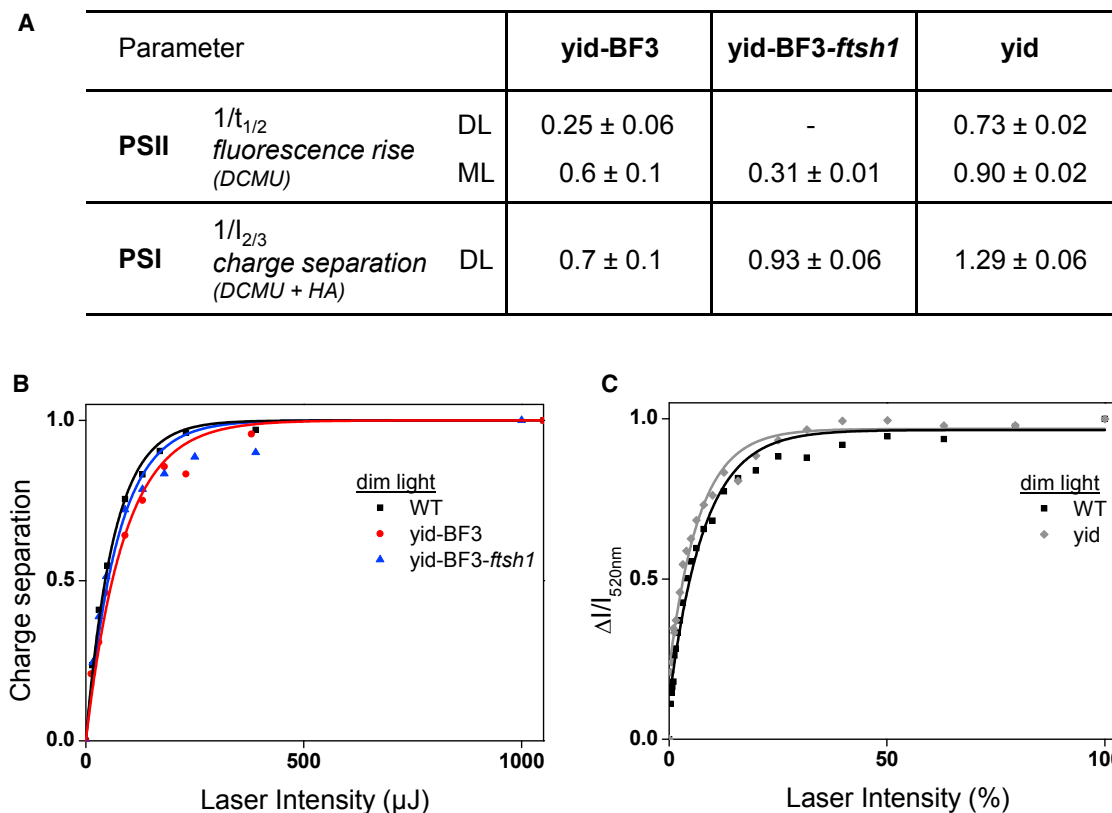 A
Parameter yid-BF3 yid-BF3-ftsh1 yid
PSII 1/t1/2 fluorescence rise (DCMU) DL 0.25 ± 0.06 - 0.73 ± 0.02
ML 0.6 ± 0.1 0.31 ± 0.01 0.90 ± 0.02
PSI 1/I2/3 charge separation (DCMU + HA) DL 0.7 ± 0.1 0.93 ± 0.06 1.29 ± 0.06
B
Charge separation
1.0
0.5
0.0
dim light
WT
yid-BF3
yid-BF3-ftsh1
0 500 1000
Laser Intensity (µJ)
C
ΔI/I520nm
1.0
0.5
0.0
dim light
WT
yid
0 50 100
Laser Intensity (%)